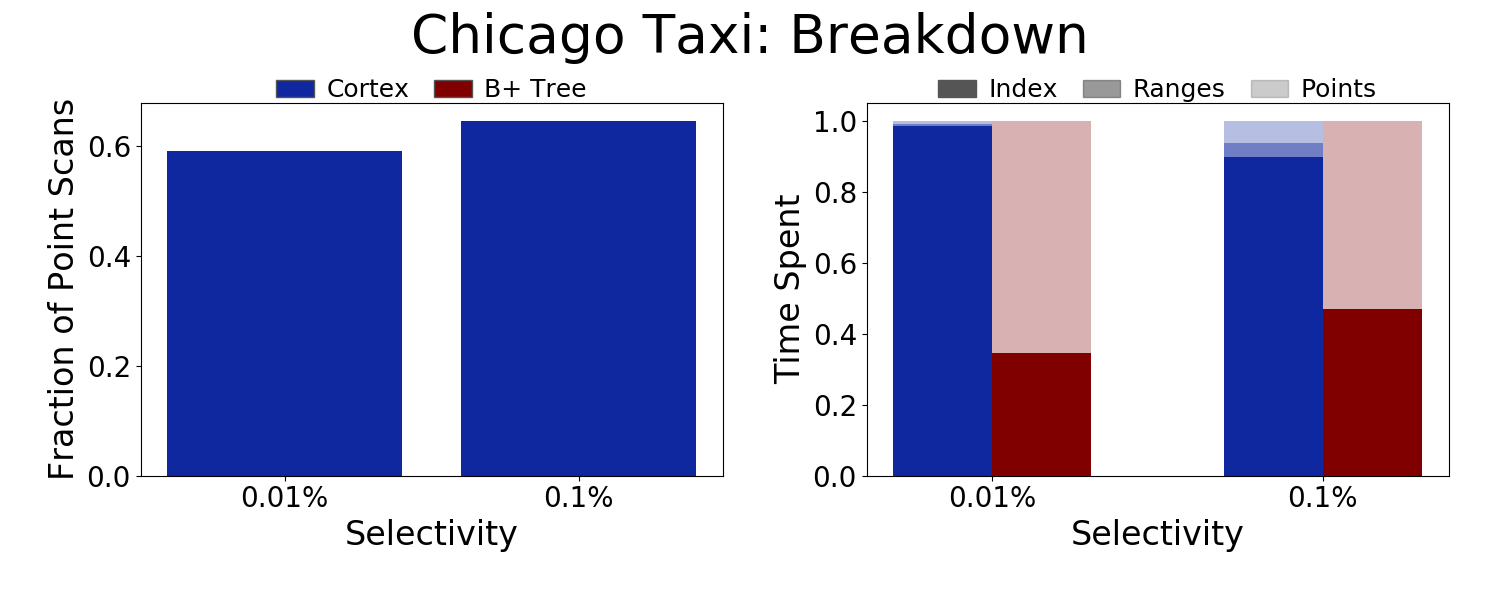 Chicago Taxi: Breakdown
Cortex B+ Tree
Fraction of Point Scans
0.6
0.4
0.2
0.0
0.01% 0.1%
Selectivity
Index Ranges Points
Time Spent
1.0
0.8
0.6
0.4
0.2
0.0
0.01% 0.1%
Selectivity